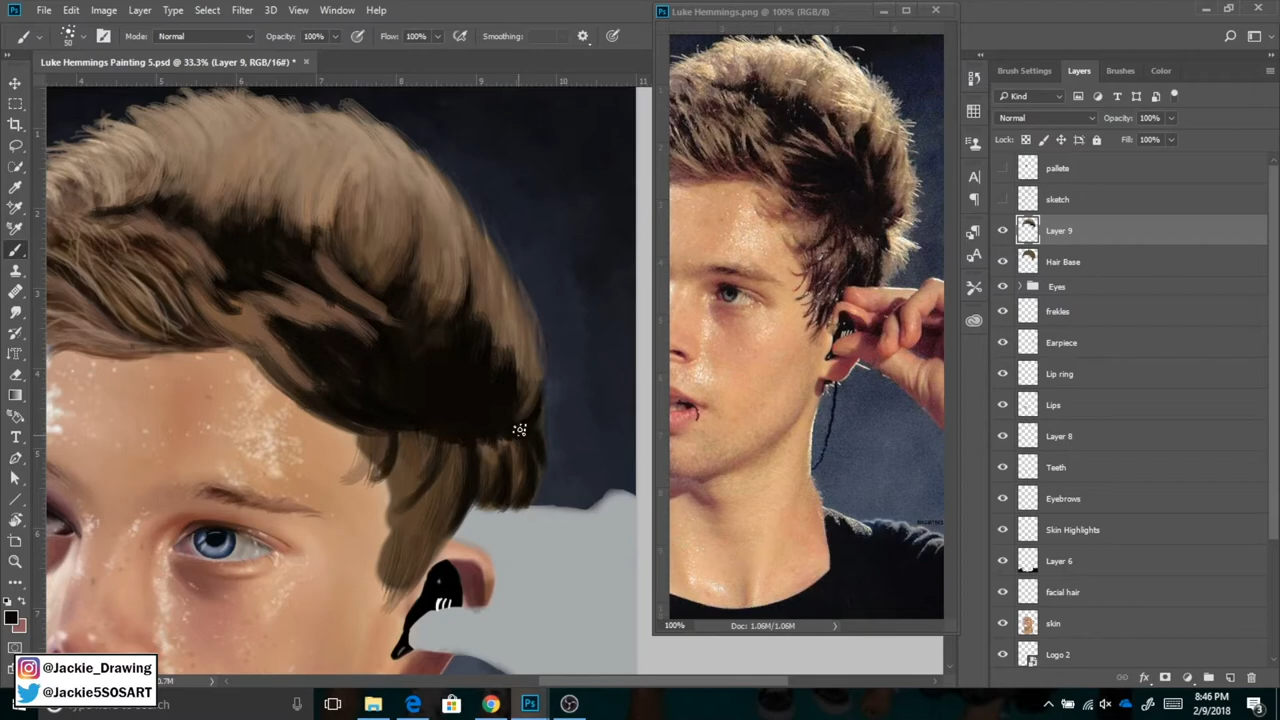 File Edit Image Layer Type Select Filter 3D View Window Help
50 Mode: Normal Opacity: 100% Flow: 100% Smoothing:
Luke Hemmings Painting 5.psd @ 33.3% (Layer 9, RGB/16#) *
Luke Hemmings.png @ 100% (RGB/8)
Brush Settings Layers Brushes Color
Kind
Normal Opacity: 100%
Lock: Fill: 100%
pallete
sketch
Layer 9
Hair Base
Eyes
frekles
Earpiece
Lip ring
Lips
Layer 8
Teeth
Eyebrows
Skin Highlights
Layer 6
facial hair
skin
Logo 2
100% Doc: 1.06M/1.06M
@Jackie_Drawing
@Jackie5SOSART
8:46 PM
2/9/2018